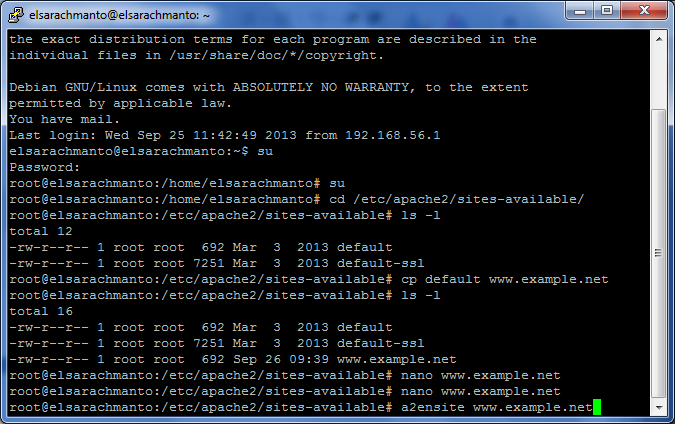 elsarachmanto@elsarachmanto: ~
the exact distribution terms for each program are described in the
individual files in /usr/share/doc/*/copyright.
Debian GNU/Linux comes with ABSOLUTELY NO WARRANTY, to the extent
permitted by applicable law.
You have mail.
Last login: Wed Sep 25 11:42:49 2013 from 192.168.56.1
elsarachmanto@elsarachmanto:~$ su
Password:
root@elsarachmanto:/home/elsarachmanto# su
root@elsarachmanto:/home/elsarachmanto# cd /etc/apache2/sites-available/
root@elsarachmanto:/etc/apache2/sites-available# ls -l
total 12
-rw-r--r-- 1 root root  692 Mar  3  2013 default
-rw-r--r-- 1 root root 7251 Mar  3  2013 default-ssl
root@elsarachmanto:/etc/apache2/sites-available# cp default www.example.net
root@elsarachmanto:/etc/apache2/sites-available# ls -l
total 16
-rw-r--r-- 1 root root  692 Mar  3  2013 default
-rw-r--r-- 1 root root 7251 Mar  3  2013 default-ssl
-rw-r--r-- 1 root root  692 Sep 26 09:39 www.example.net
root@elsarachmanto:/etc/apache2/sites-available# nano www.example.net
root@elsarachmanto:/etc/apache2/sites-available# nano www.example.net
root@elsarachmanto:/etc/apache2/sites-available# a2ensite www.example.net